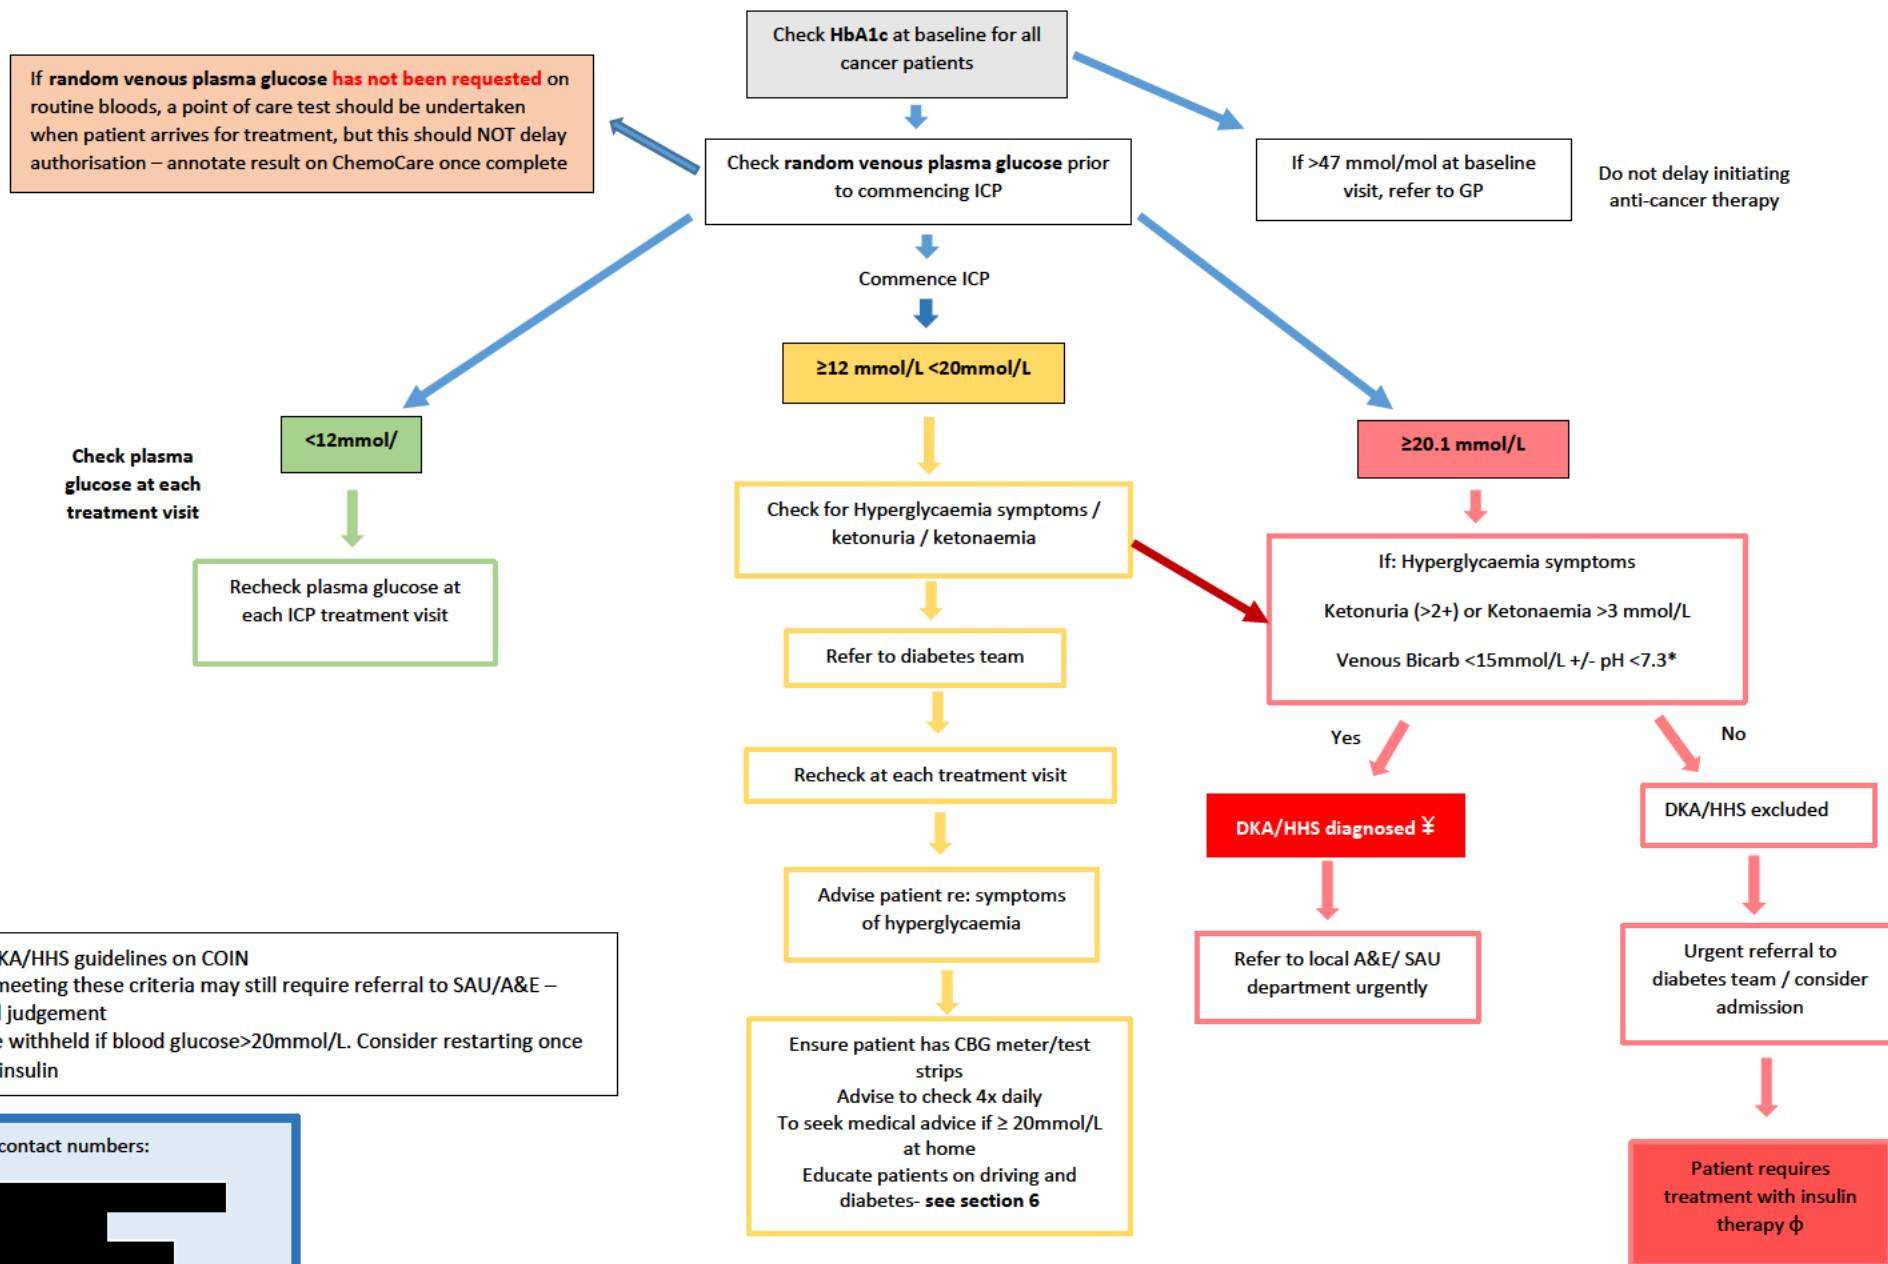 Check HbA1c at baseline for all
cancer patients
If random venous plasma glucose has not been requested on
routine bloods, a point of care test should be undertaken
when patient arrives for treatment, but this should NOT delay
authorisation – annotate result on ChemoCare once complete
Check random venous plasma glucose prior
to commencing ICP
If >47 mmol/mol at baseline
visit, refer to GP
Do not delay initiating
anti-cancer therapy
Commence ICP
≥12 mmol/L <20mmol/L
<12mmol/
≥20.1 mmol/L
Check plasma
glucose at each
treatment visit
Recheck plasma glucose at
each ICP treatment visit
Check for Hyperglycaemia symptoms /
ketonuria / ketonaemia
If: Hyperglycaemia symptoms
Ketonuria (>2+) or Ketonaemia >3 mmol/L
Venous Bicarb <15mmol/L +/- pH <7.3*
Refer to diabetes team
Recheck at each treatment visit
Yes
No
DKA/HHS diagnosed ¥
DKA/HHS excluded
Advise patient re: symptoms
of hyperglycaemia
Refer to local A&E/ SAU
department urgently
Urgent referral to
diabetes team / consider
admission
KA/HHS guidelines on COIN
meeting these criteria may still require referral to SAU/A&E –
judgement
withheld if blood glucose>20mmol/L. Consider restarting once
insulin
Ensure patient has CBG meter/test
strips
Advise to check 4x daily
To seek medical advice if ≥ 20mmol/L
at home
Educate patients on driving and
diabetes- see section 6
contact numbers:
Patient requires
treatment with insulin
therapy ф